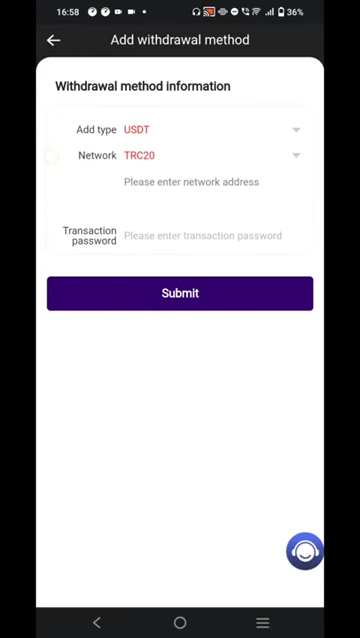 16:58
36%
Add withdrawal method
Withdrawal method information
Add type USDT
Network TRC20
Please enter network address
Transaction password Please enter transaction password
Submit